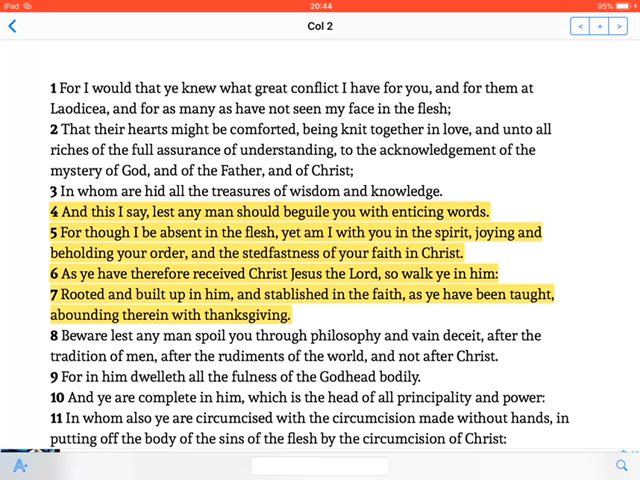 iPad
20:44
95%
Col 2
< + >
1 For I would that ye knew what great conflict I have for you, and for them at
Laodicea, and for as many as have not seen my face in the flesh;
2 That their hearts might be comforted, being knit together in love, and unto all
riches of the full assurance of understanding, to the acknowledgement of the
mystery of God, and of the Father, and of Christ;
3 In whom are hid all the treasures of wisdom and knowledge.
4 And this I say, lest any man should beguile you with enticing words.
5 For though I be absent in the flesh, yet am I with you in the spirit, joying and
beholding your order, and the stedfastness of your faith in Christ.
6 As ye have therefore received Christ Jesus the Lord, so walk ye in him:
7 Rooted and built up in him, and stablished in the faith, as ye have been taught,
abounding therein with thanksgiving.
8 Beware lest any man spoil you through philosophy and vain deceit, after the
tradition of men, after the rudiments of the world, and not after Christ.
9 For in him dwelleth all the fulness of the Godhead bodily.
10 And ye are complete in him, which is the head of all principality and power:
11 In whom also ye are circumcised with the circumcision made without hands, in
putting off the body of the sins of the flesh by the circumcision of Christ:
A